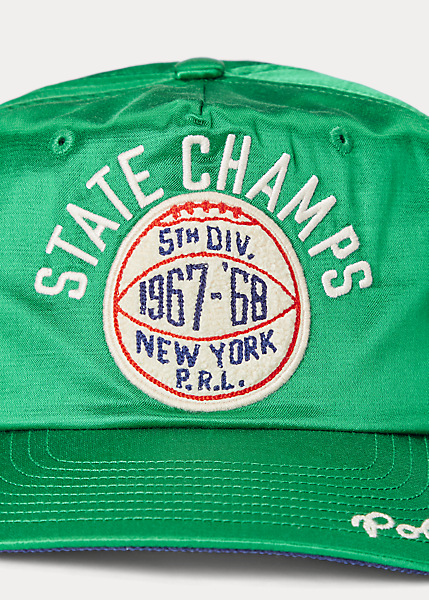 STATE CHAMPS
5TH DIV.
1967-'68
NEW YORK
P.R.L.